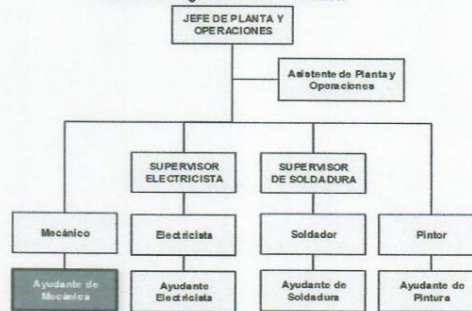 JEFE DE PLANTA Y
OPERACIONES
Asistente de Planta y
Operaciones
SUPERVISOR
ELECTRICISTA
SUPERVISOR
DE SOLDADURA
Mecánico
Electricista
Soldador
Pintor
Ayudante de
Mecánica
Ayudante
Electricista
Ayudante de
Soldadura
Ayudante de
Pintura